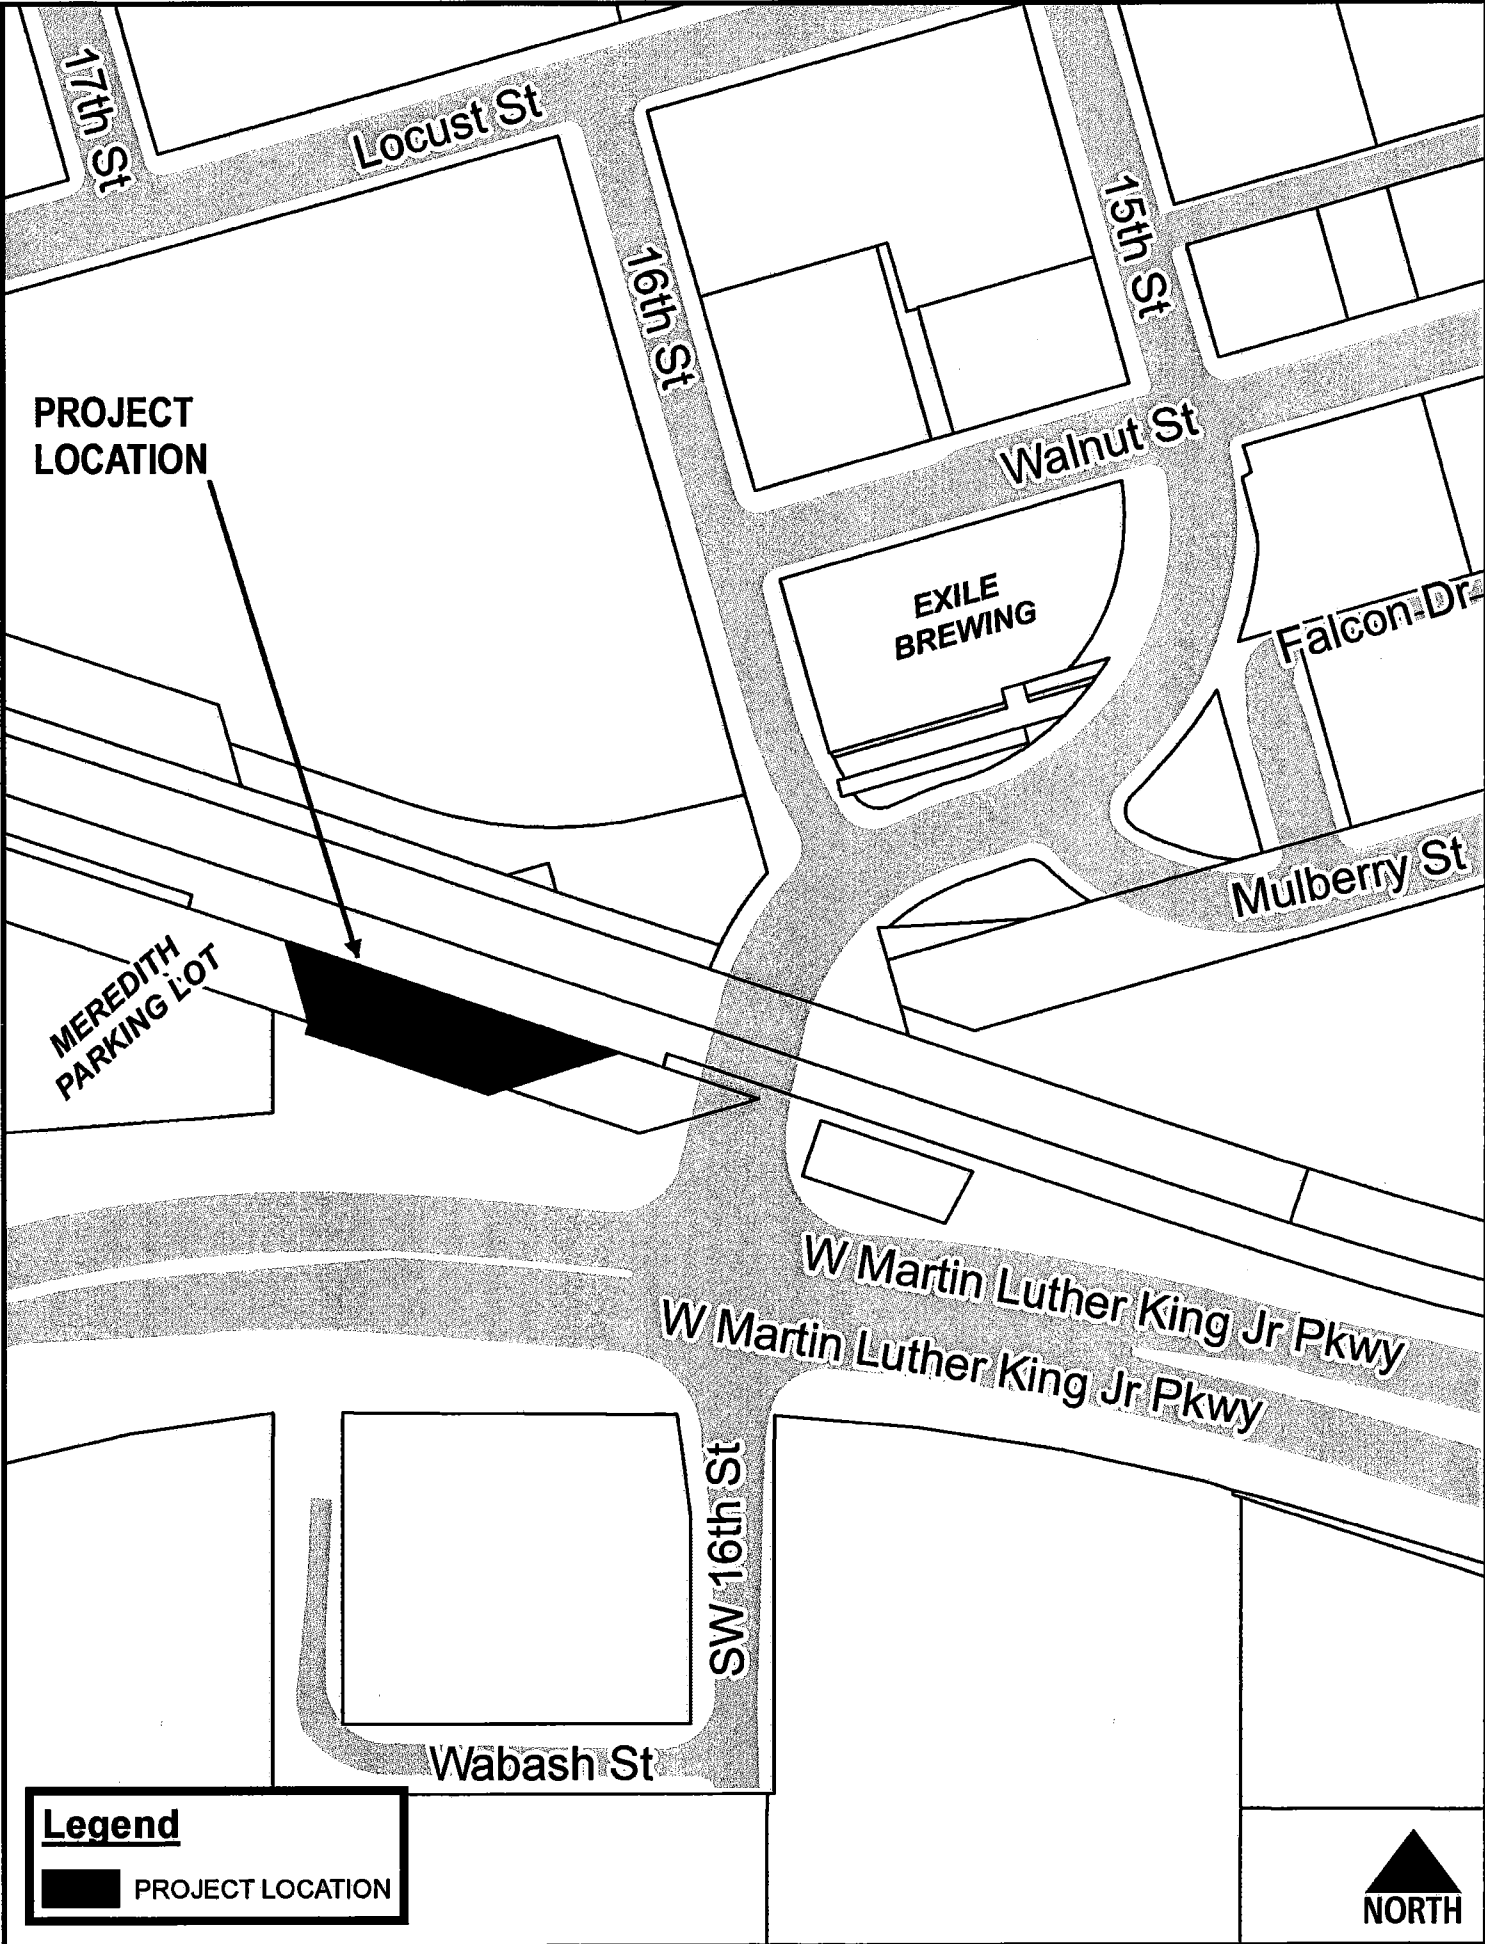 17th St
Locust St
16th St
15th St
PROJECT
LOCATION
Walnut St
EXILE
BREWING
Falcon Dr
Mulberry St
MEREDITH
PARKING LOT
W Martin Luther King Jr Pkwy
W Martin Luther King Jr Pkwy
SW 16th St
Wabash St
Legend
PROJECT LOCATION
NORTH